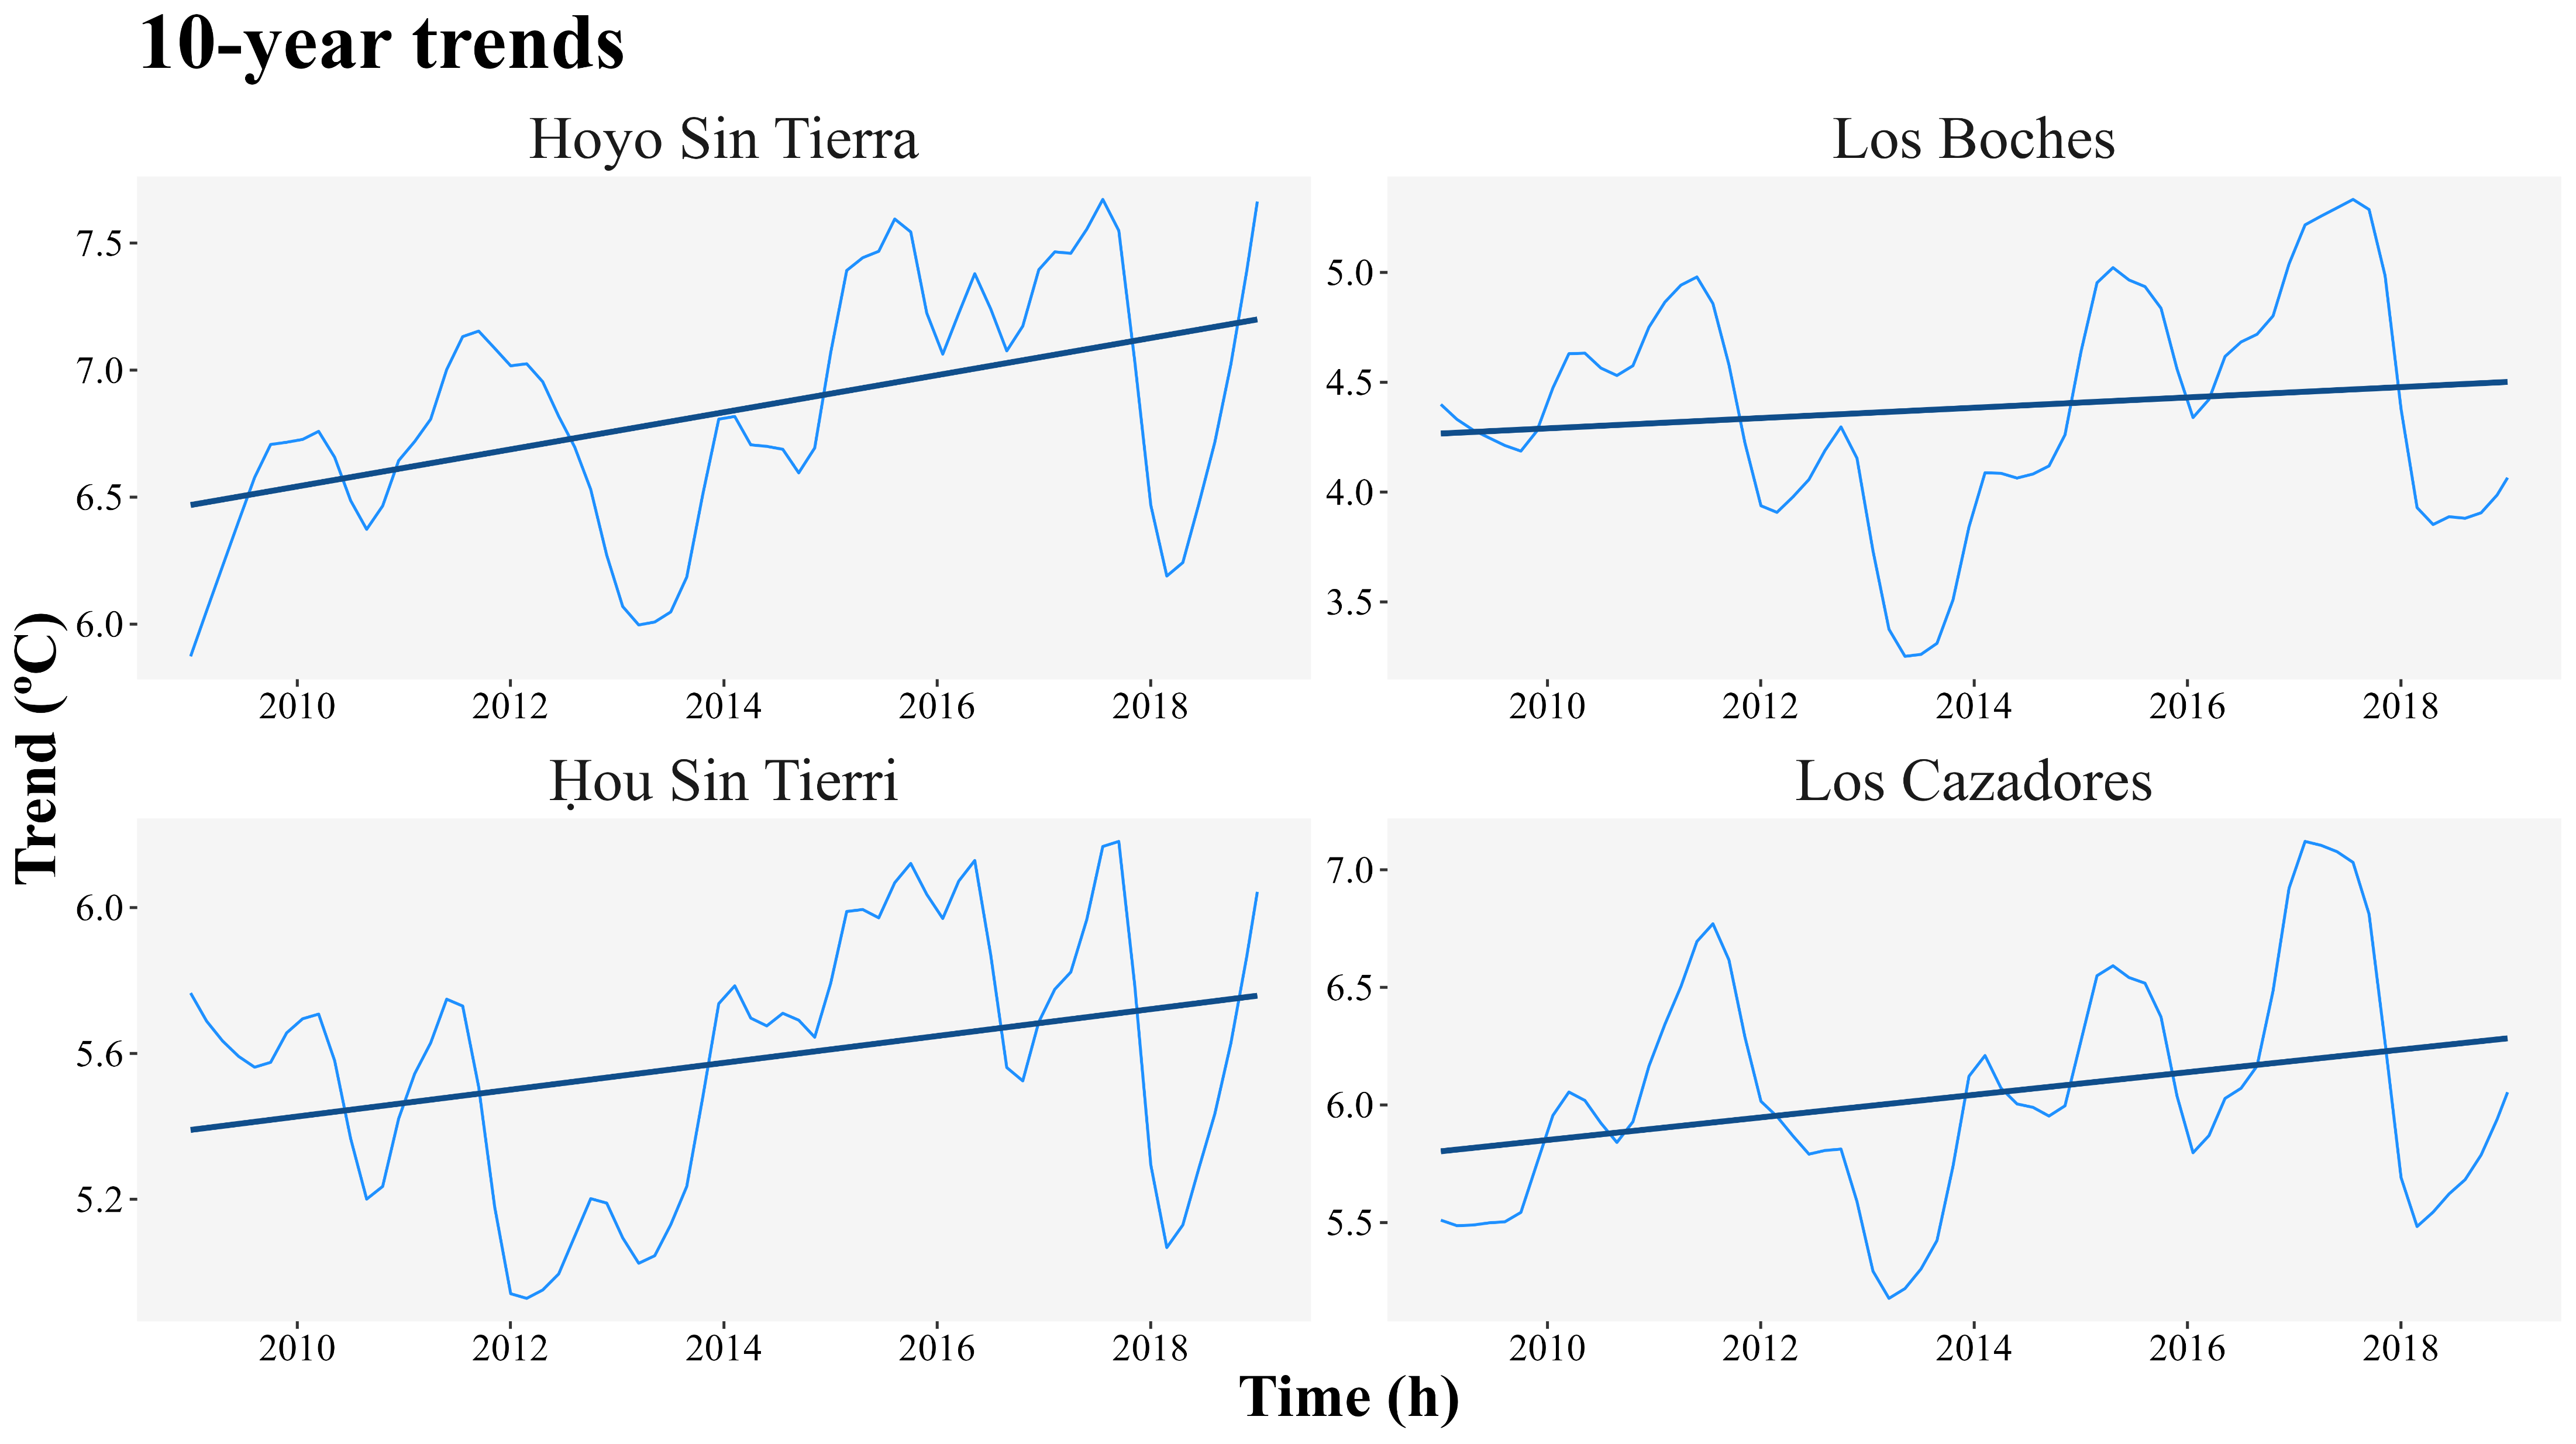 10-year trends
Hoyo Sin Tierra
Los Boches
7.5
7.0
6.5
6.0
5.0
4.5
4.0
3.5
2010 2012 2014 2016 2018
2010 2012 2014 2016 2018
Trend (ºC)
Ḥou Sin Tierri
Los Cazadores
6.0
5.6
5.2
7.0
6.5
6.0
5.5
2010 2012 2014 2016 2018
2010 2012 2014 2016 2018
Time (h)